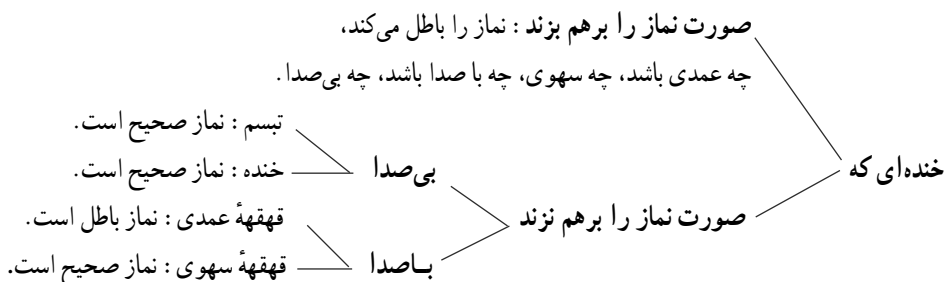 صورت نماز را برهم بزند : نماز را باطل می‌کند،
چه عمدی باشد، چه سهوی، چه با صدا باشد، چه بی‌صدا.
خنده‌ای که
صورت نماز را برهم نزند
بی‌صدا
تبسم : نماز صحیح است.
خنده : نماز صحیح است.
بـاصدا
قهقههٔ عمدی : نماز باطل است.
قهقههٔ سهوی : نماز صحیح است.